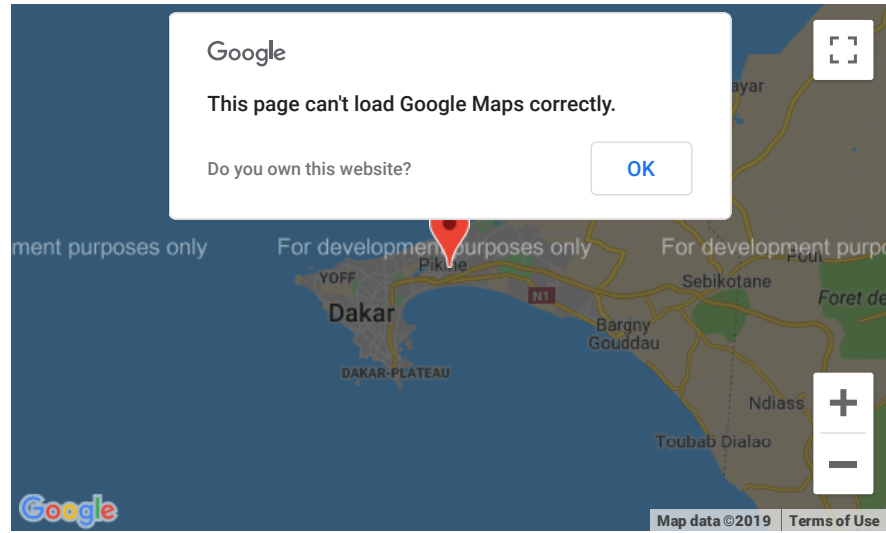 Google
This page can't load Google Maps correctly.
Do you own this website?
OK
ayar
ment purposes only
For development purposes only
For development purpo
Pout
Pikine
YOFF
Sebikotane
N1
Foret de
Dakar
Bargny
Gouddau
DAKAR-PLATEAU
Ndiass
Toubab Dialao
Google
Map data ©2019
Terms of Use